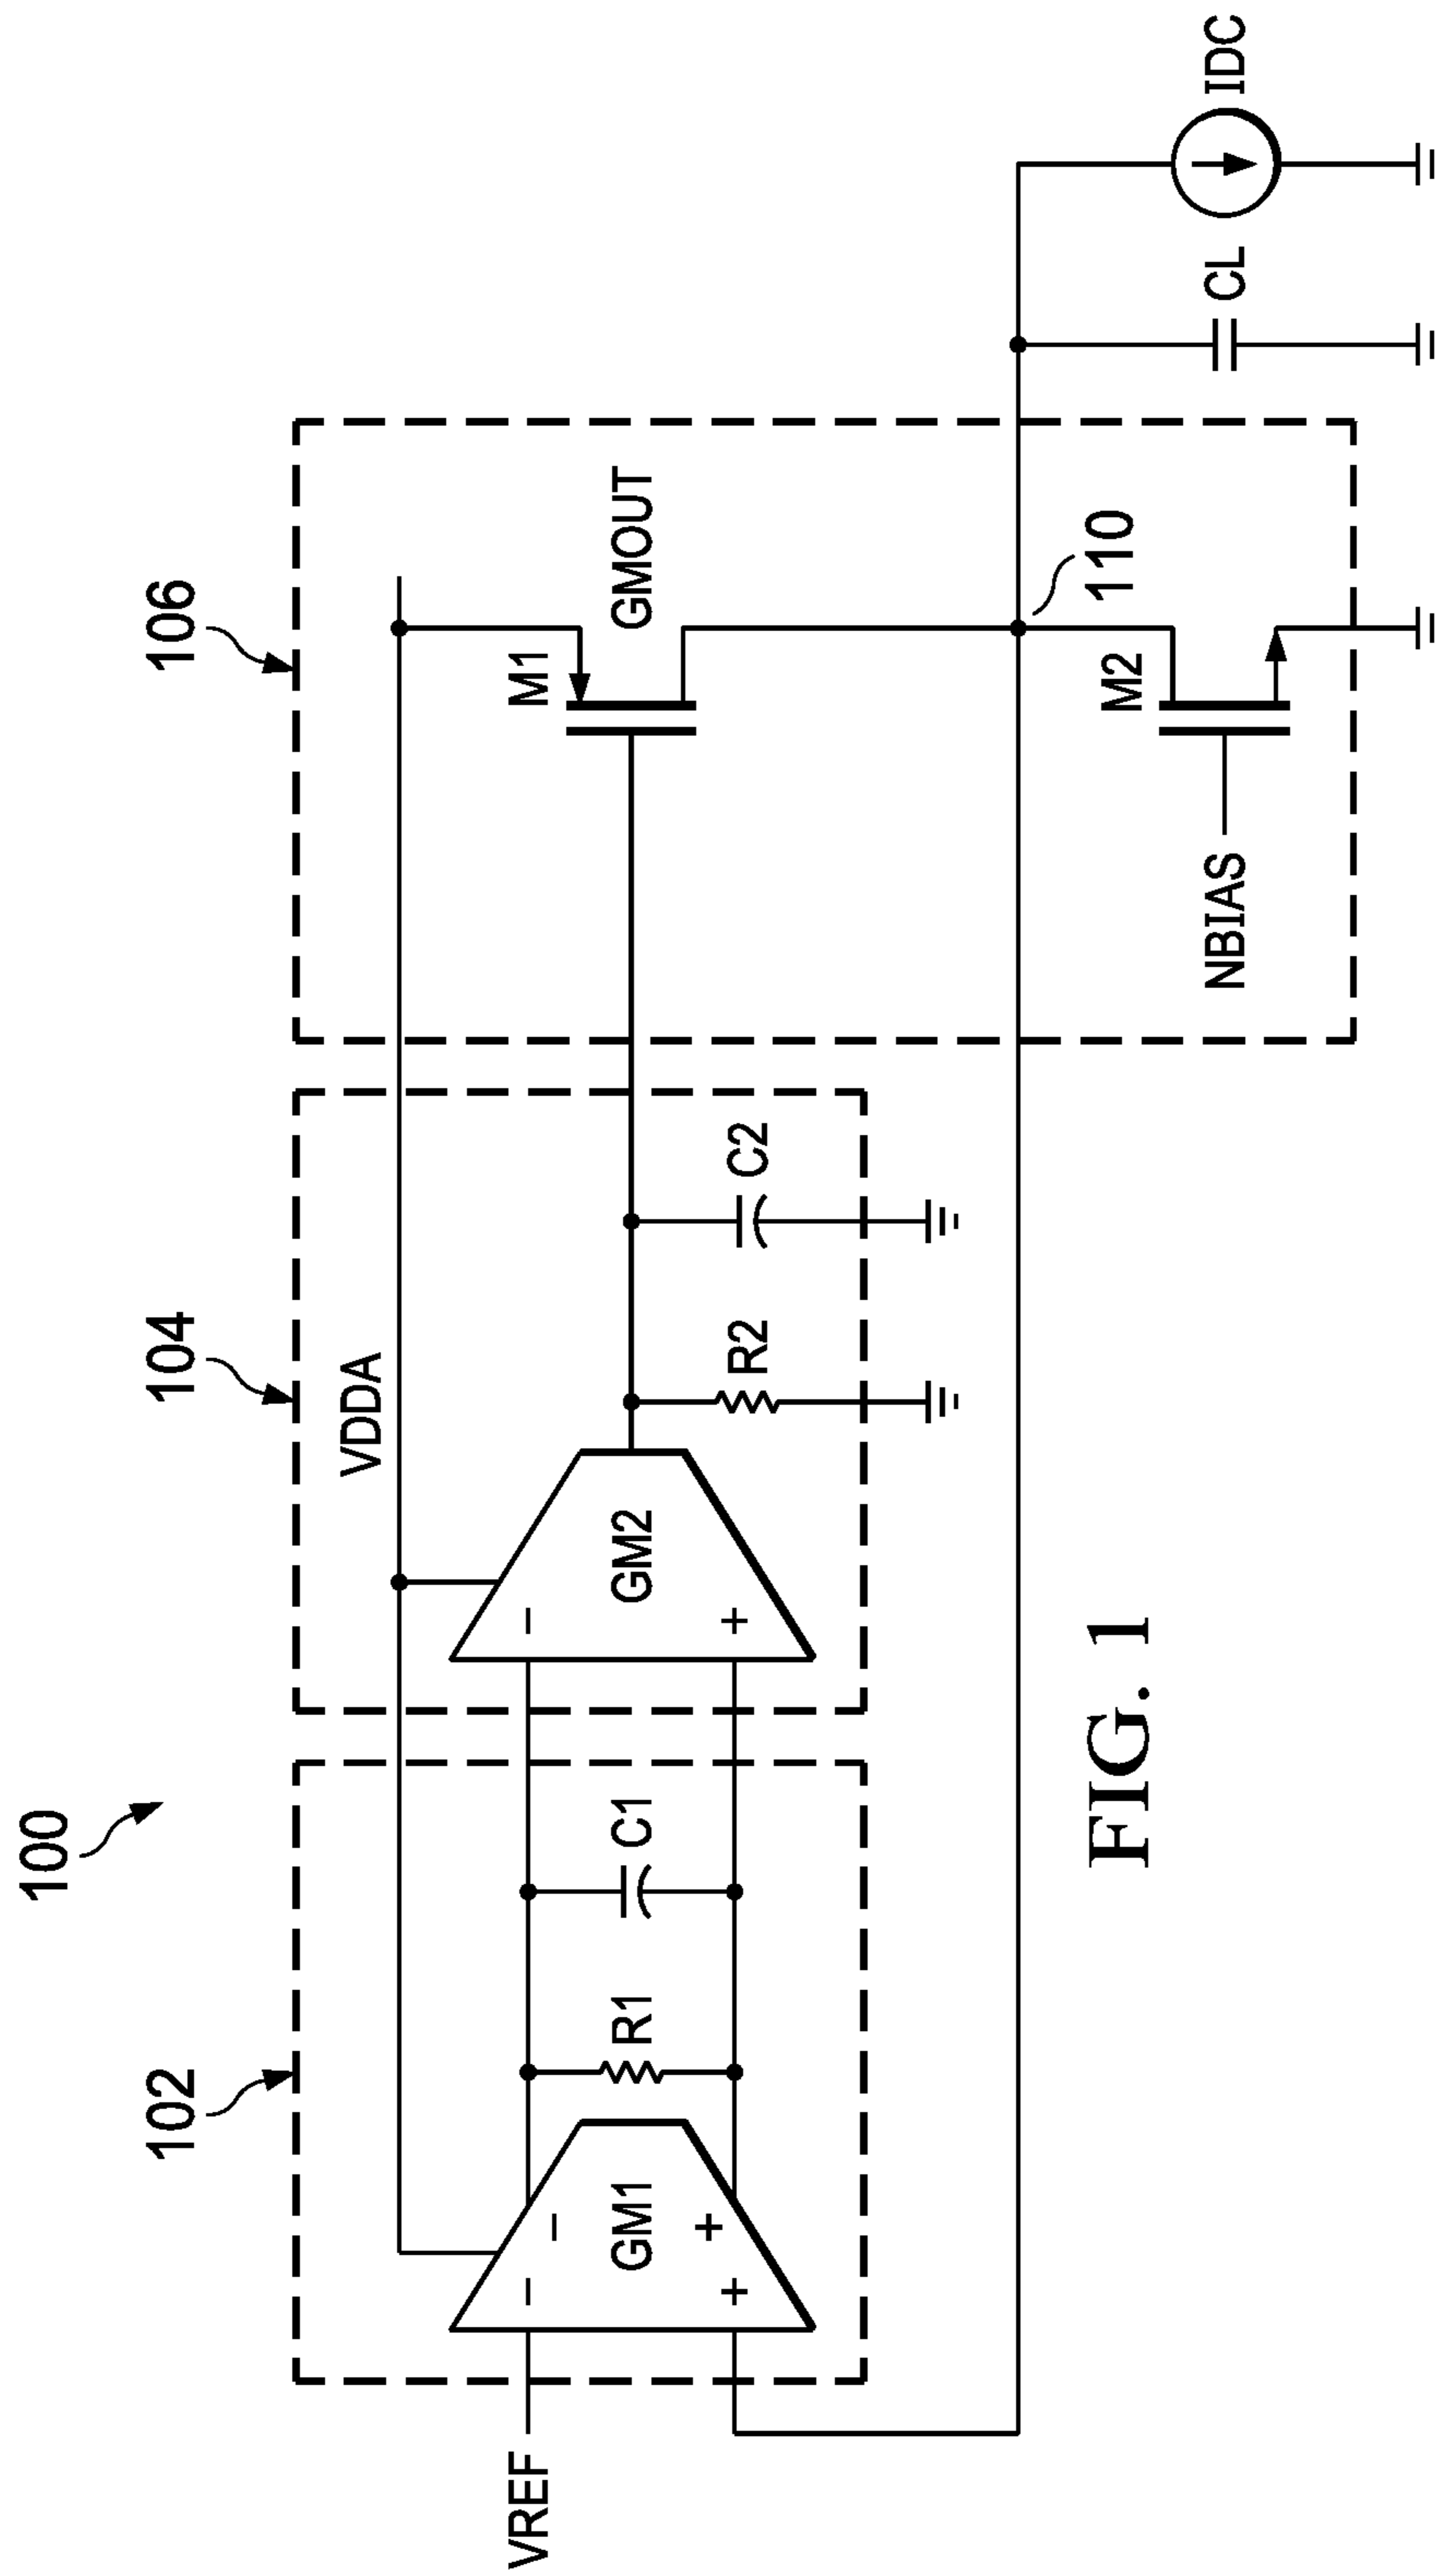 100
102
104
106
VDDA
VREF
GM1
-
-
+
+
R1
C1
GM2
-
+
R2
C2
M1
GMOUT
110
M2
NBIAS
CL
IDC
FIG. 1